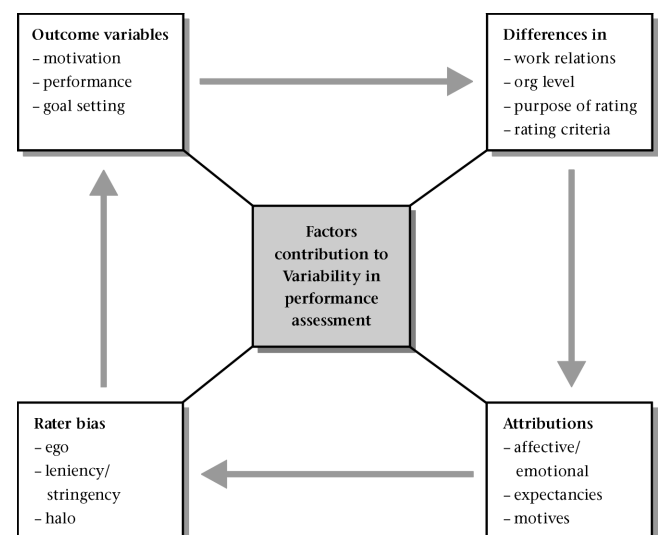 Outcome variables
– motivation
– performance
– goal setting
Differences in
– work relations
– org level
– purpose of rating
– rating criteria
Factors
contribution to
Variability in
performance
assessment
Rater bias
– ego
– leniency/
stringency
– halo
Attributions
– affective/
emotional
– expectancies
– motives